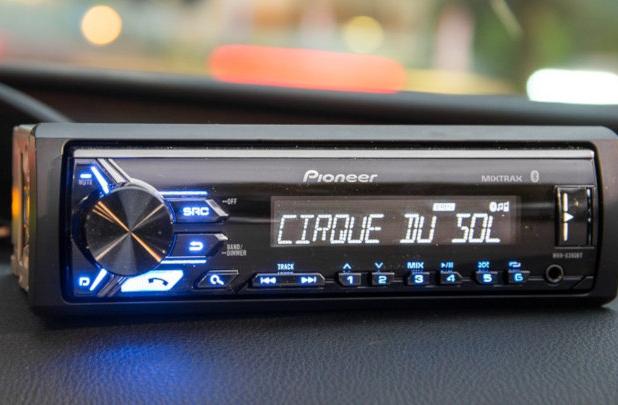 Pioneer
MIXTRAX
MUTE
SRC
OFF
CIRQUE DU SOL
BAND/
DIMMER
TRACK
MIX
1 2 3 4 5 6